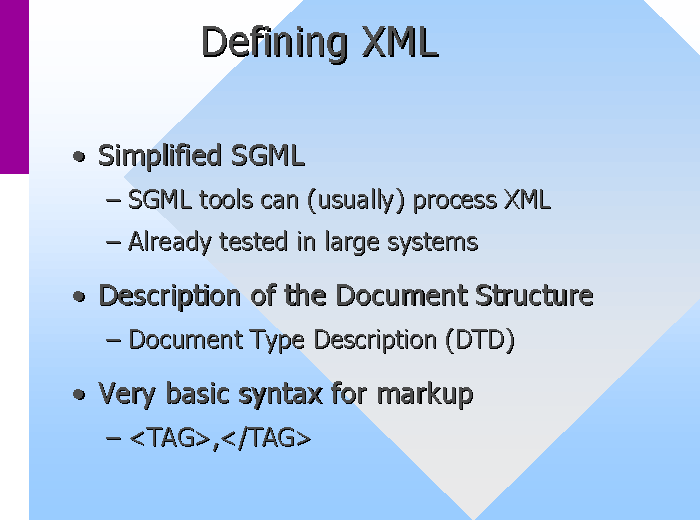 Defining XML
• Simplified SGML
– SGML tools can (usually) process XML
– Already tested in large systems
• Description of the Document Structure
– Document Type Description (DTD)
• Very basic syntax for markup
– <TAG>,</TAG>